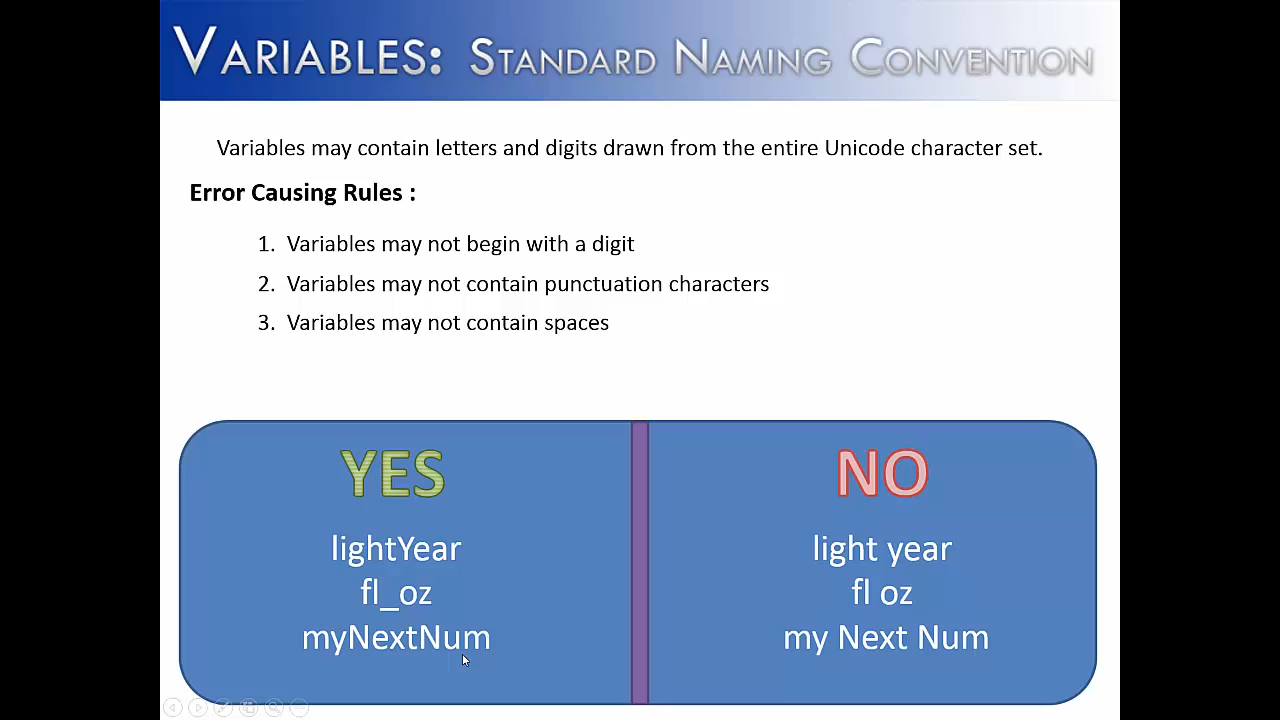 VARIABLES: STANDARD NAMING CONVENTION
Variables may contain letters and digits drawn from the entire Unicode character set.
Error Causing Rules :
1. Variables may not begin with a digit
2. Variables may not contain punctuation characters
3. Variables may not contain spaces
YES
lightYear
fl_oz
myNextNum
NO
light year
fl oz
my Next Num